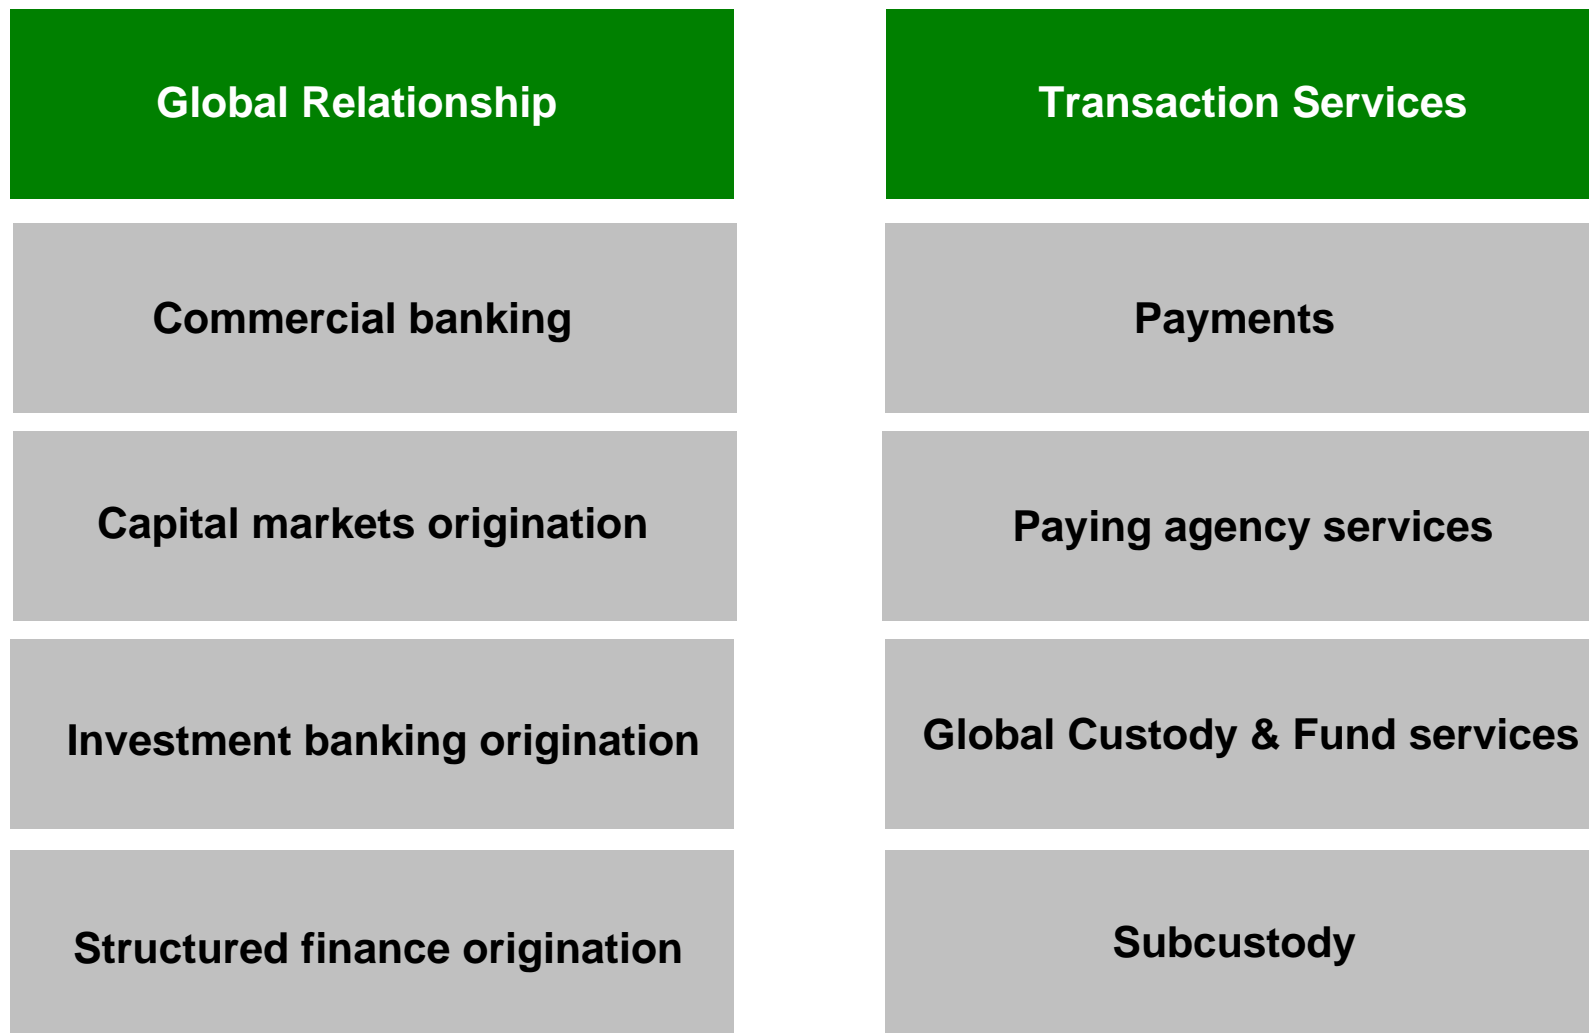 Global Relationship
Commercial banking
Capital markets origination
Investment banking origination
Structured finance origination
Transaction Services
Payments
Paying agency services
Global Custody & Fund services
Subcustody